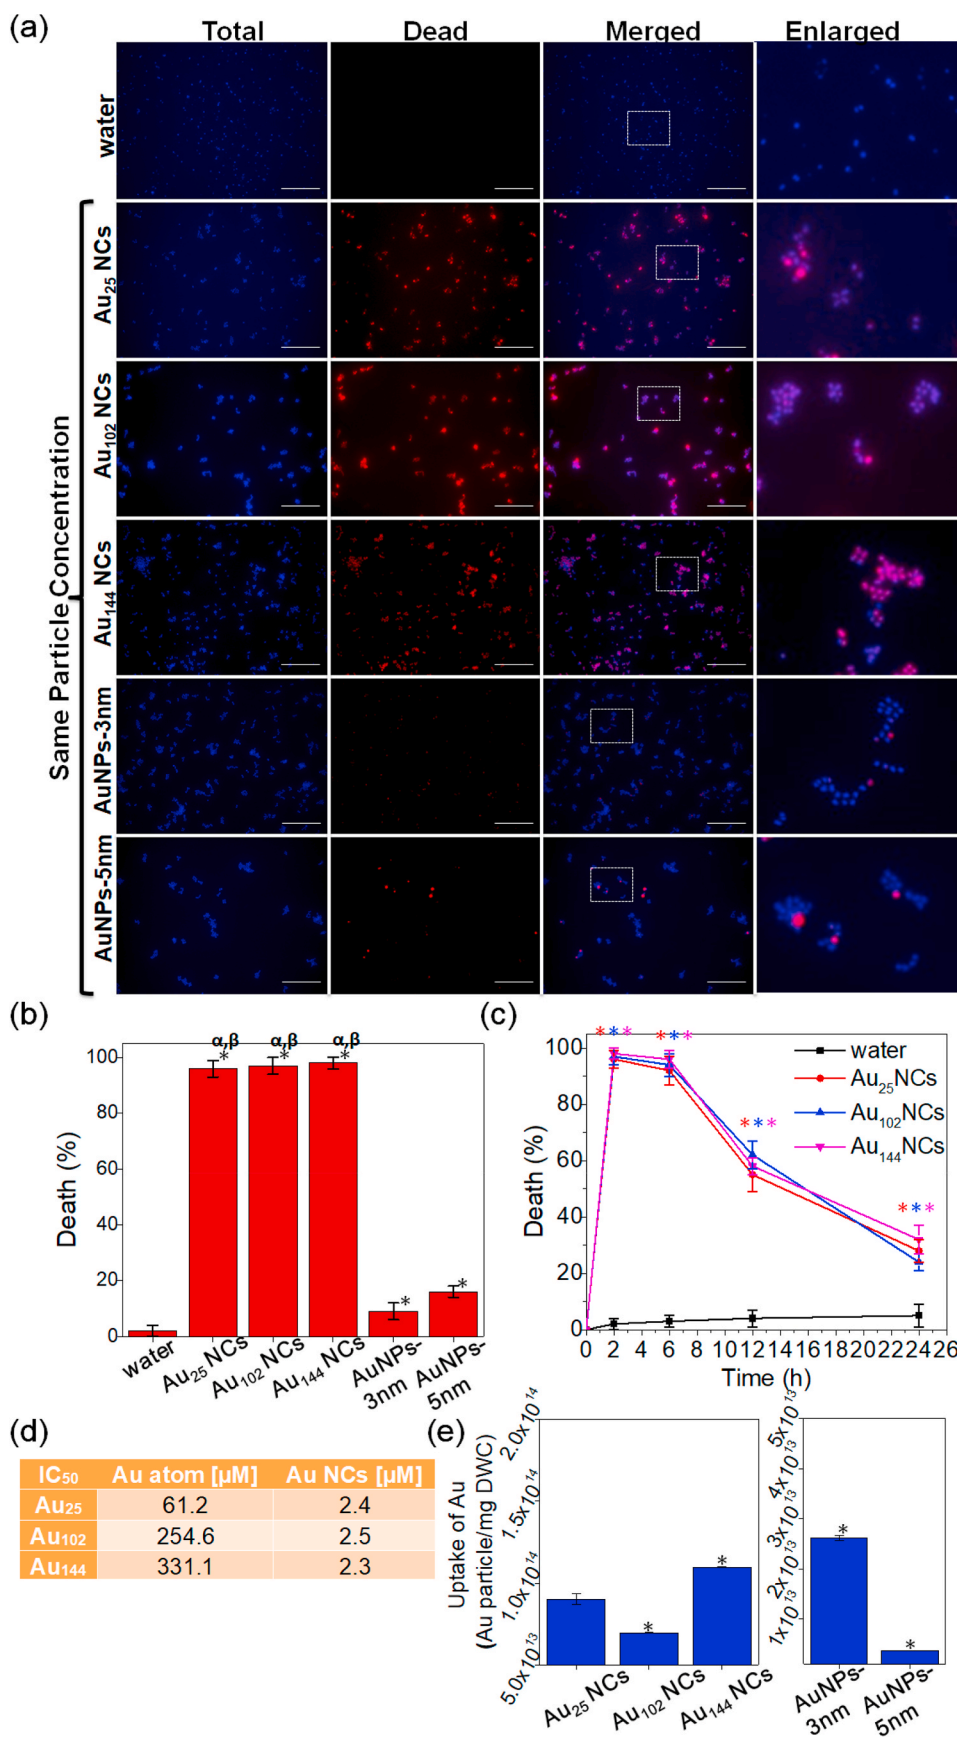 (a)
Total Dead Merged Enlarged
water
Au25 NCs
Au102 NCs
Au144 NCs
AuNPs-3nm
AuNPs-5nm
Same Particle Concentration
(b)
α,β α,β α,β
* * * * *
Death (%)
100
80
60
40
20
0
water Au25 NCs Au102 NCs Au144 NCs AuNPs-3nm AuNPs-5nm
(c)
*** ***
***
***
water
Au25NCs
Au102NCs
Au144NCs
Death (%)
100
80
60
40
20
0
0 2 4 6 8 10 12 14 16 18 20 22 24 26
Time (h)
(d)
IC50 Au atom [µM] Au NCs [µM]
Au25 61.2 2.4
Au102 254.6 2.5
Au144 331.1 2.3
(e)
Uptake of Au
(Au particle/mg DWC)
2.0x10^14
1.5x10^14
1.0x10^14
5.0x10^13
* *
Au25 NCs Au102 NCs Au144 NCs
5x10^13
4x10^13
3x10^13
2x10^13
1x10^13
* *
AuNPs-3nm AuNPs-5nm